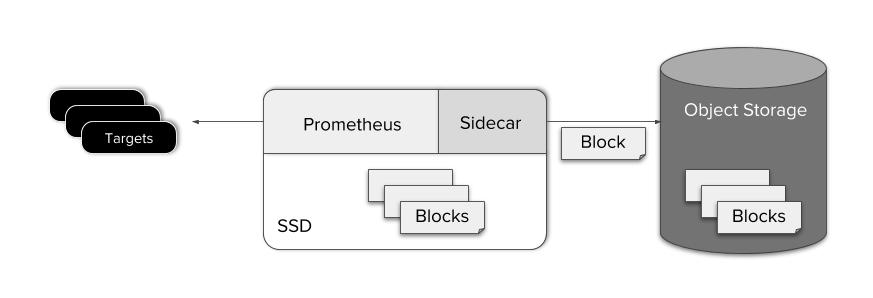 Targets
Prometheus
Sidecar
SSD
Blocks
Block
Object Storage
Blocks